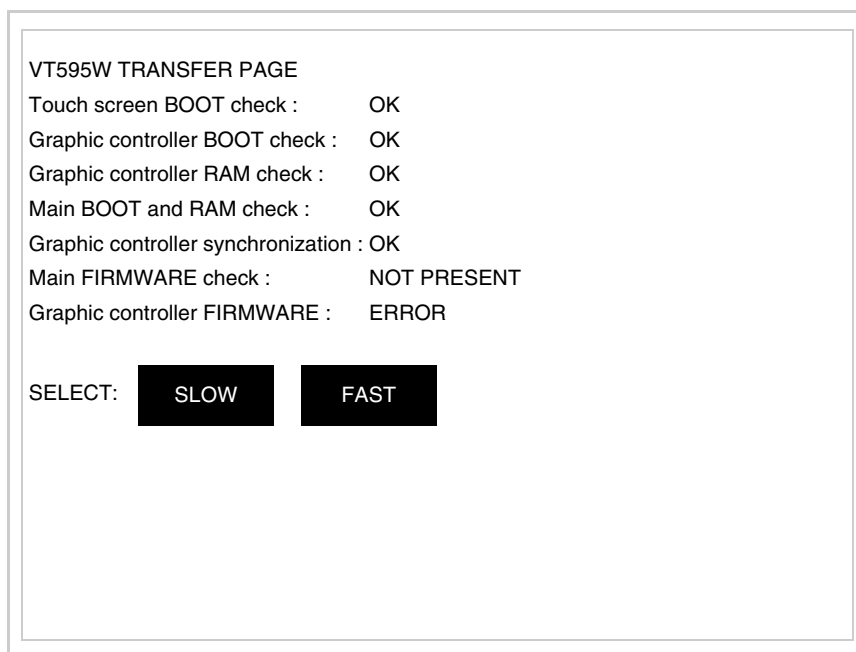 VT595W TRANSFER PAGE
Touch screen BOOT check : OK
Graphic controller BOOT check : OK
Graphic controller RAM check : OK
Main BOOT and RAM check : OK
Graphic controller synchronization : OK
Main FIRMWARE check : NOT PRESENT
Graphic controller FIRMWARE : ERROR
SELECT: SLOW FAST